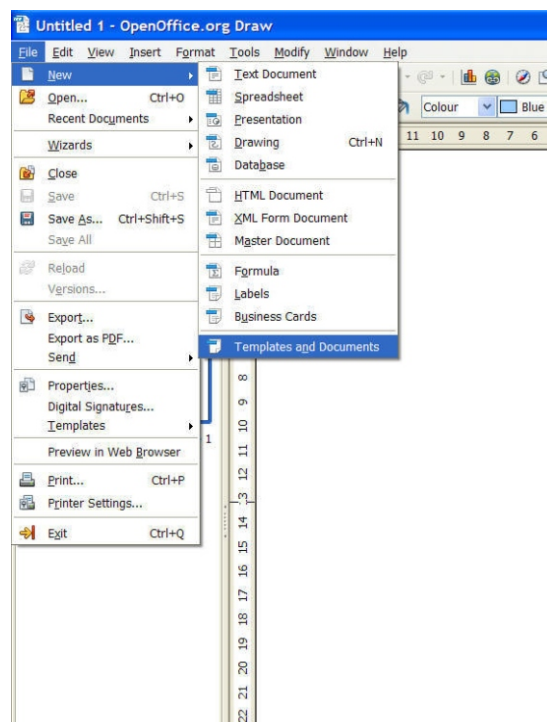 Untitled 1 - OpenOffice.org Draw
File Edit View Insert Format Tools Modify Window Help
New
Open... Ctrl+O
Recent Documents
Wizards
Close
Save Ctrl+S
Save As... Ctrl+Shift+S
Save All
Reload
Versions...
Export...
Export as PDF...
Send
Properties...
Digital Signatures...
Templates
Preview in Web Browser
Print... Ctrl+P
Printer Settings...
Exit Ctrl+Q
Text Document
Spreadsheet
Presentation
Drawing Ctrl+N
Database
HTML Document
XML Form Document
Master Document
Formula
Labels
Business Cards
Templates and Documents
Colour Blue
11 10 9 8 7 6
1
8
9
10
11
12
13
14
15
16
17
18
19
20
21
22